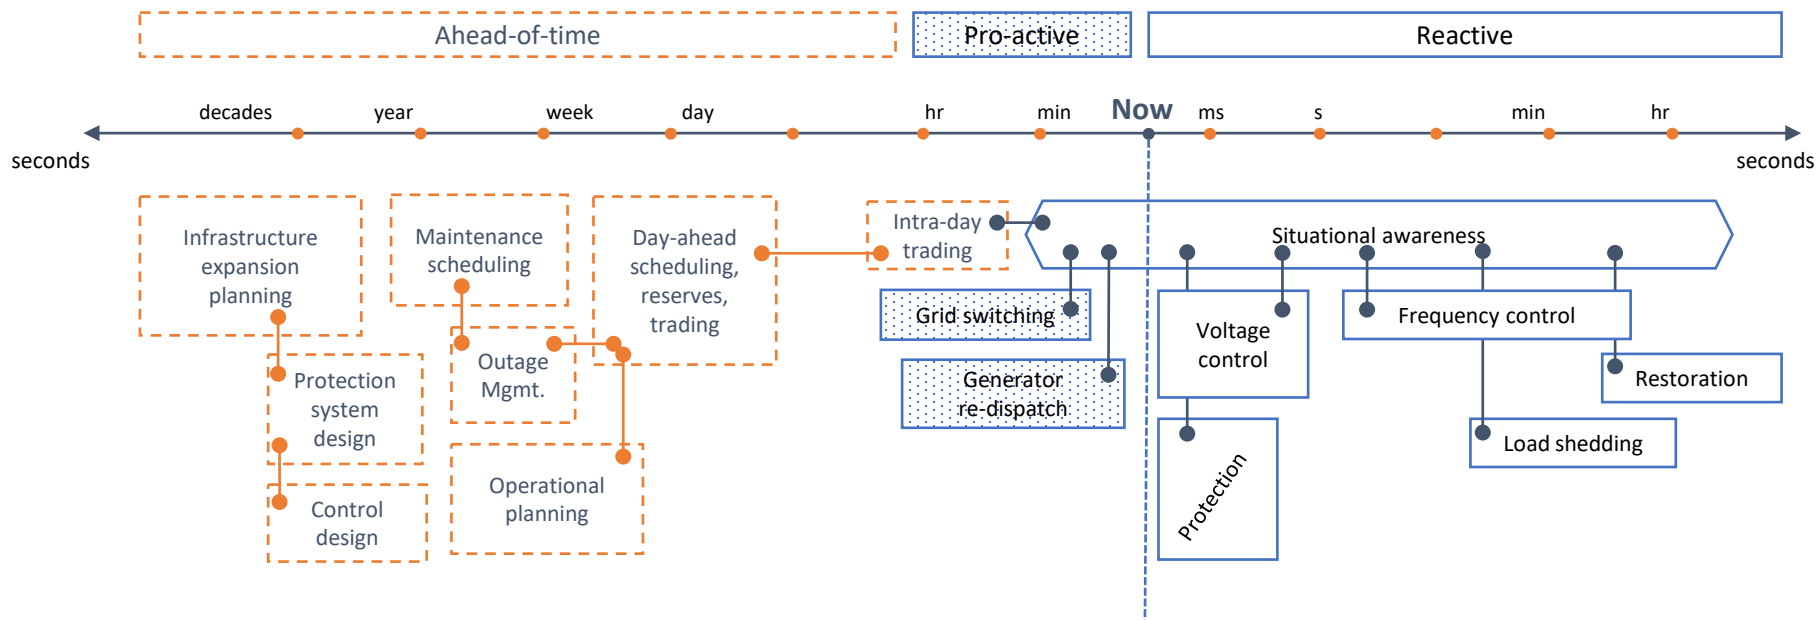 Ahead-of-time
Pro-active
Reactive
decades
year
week
day
hr
min
Now
ms
s
min
hr
seconds
seconds
Infrastructure
expansion
planning
Maintenance
scheduling
Day-ahead
scheduling,
reserves,
trading
Intra-day
trading
Situational awareness
Grid switching
Generator
re-dispatch
Voltage
control
Frequency control
Restoration
Load shedding
Protection
Protection
system
design
Outage
Mgmt.
Control
design
Operational
planning